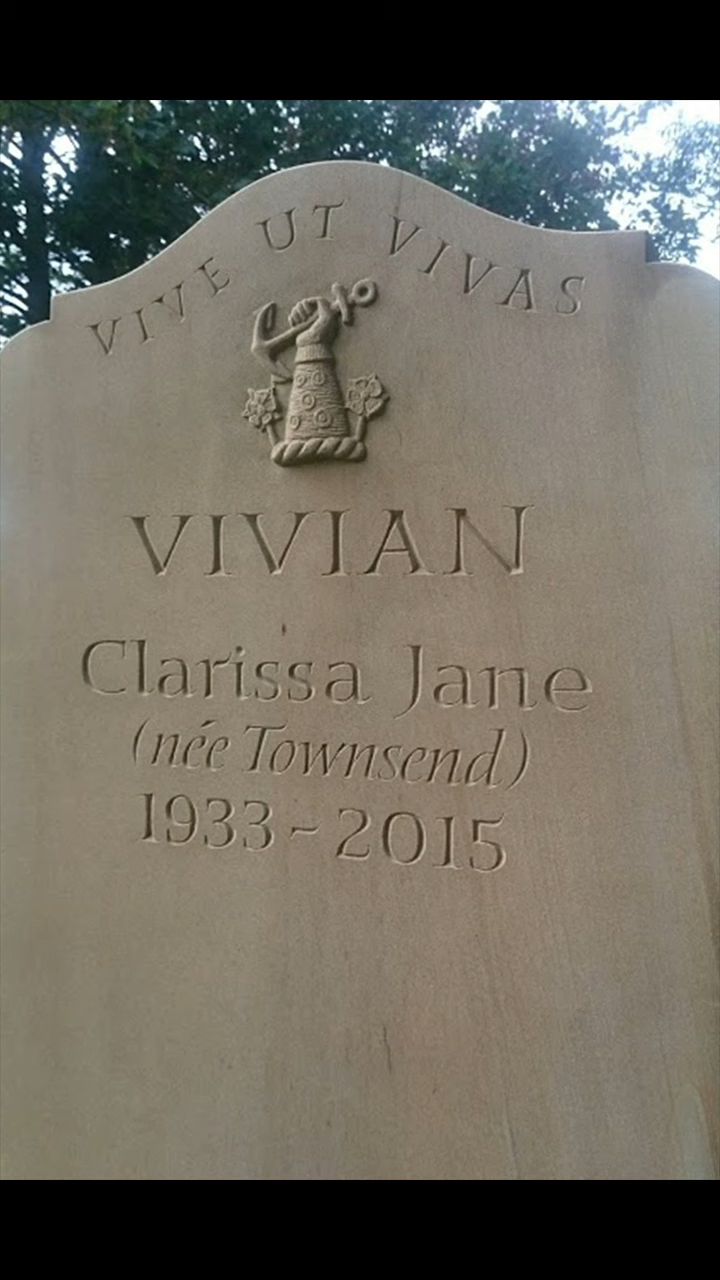 VIVE UT VIVAS
VIVIAN
Clarissa Jane
(née Townsend)
1933 ~ 2015